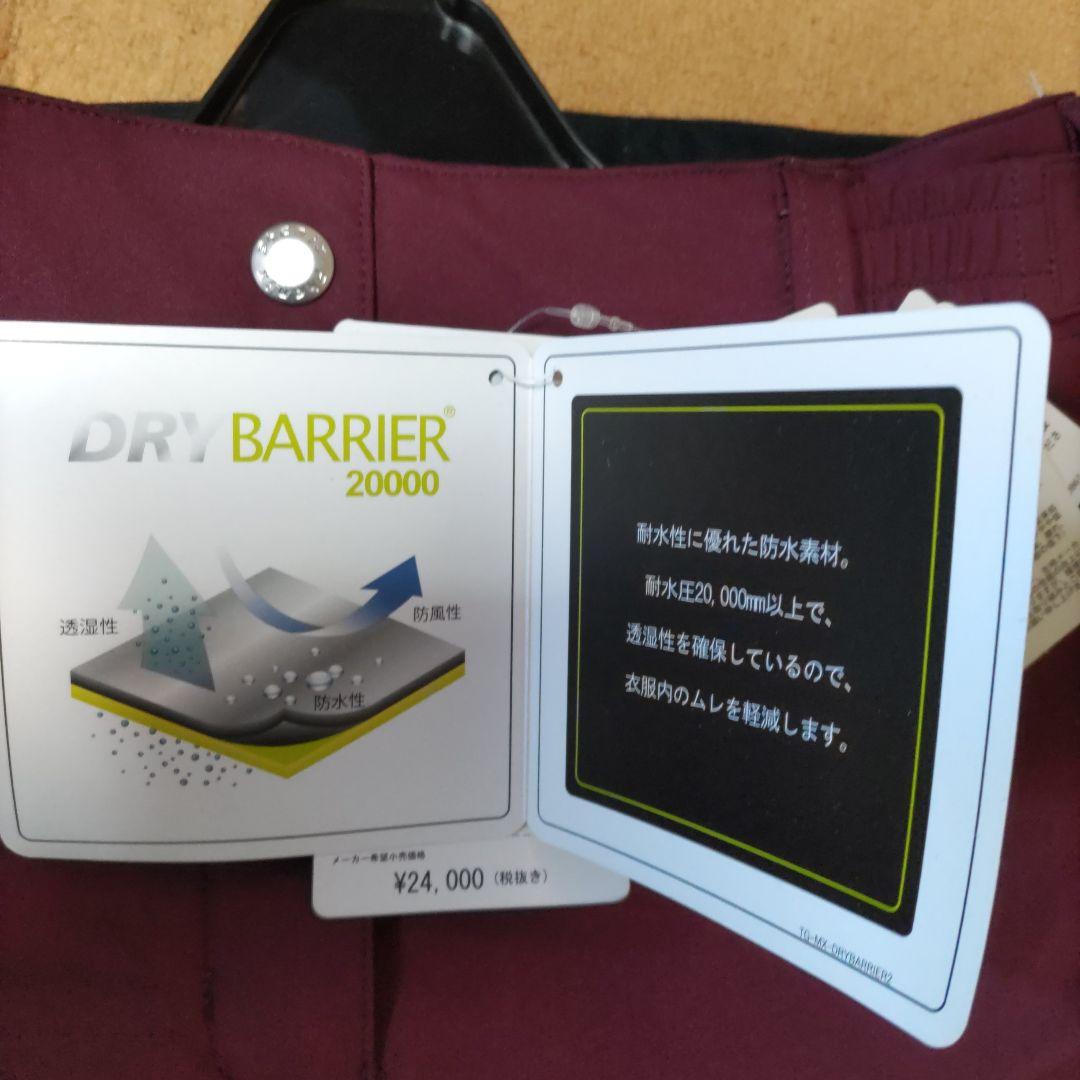 DRY BARRIER®
20000
透湿性
防風性
防水性
耐水性に優れた防水素材。
耐水圧20,000mm以上で、
透湿性を確保しているので、
衣服内のムレを軽減します。
TG-MX-DRYBARRIER2
メーカー希望小売価格
¥24,000 (税抜き)